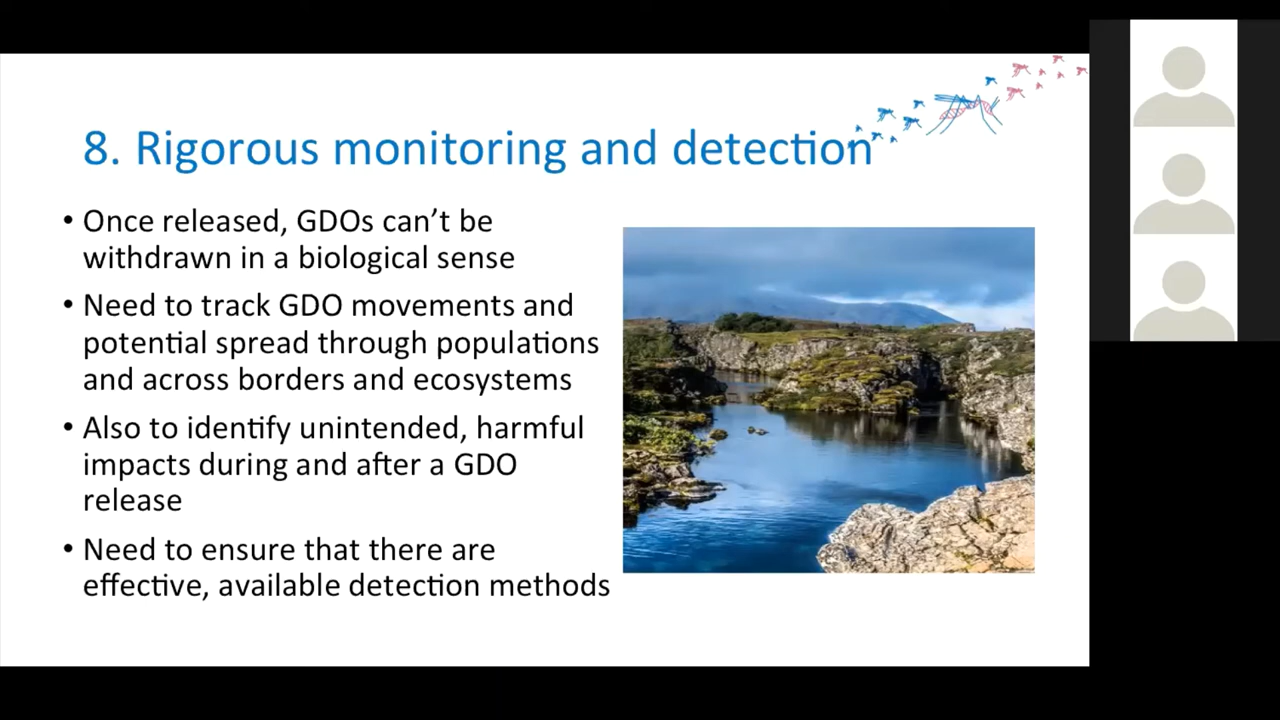 8. Rigorous monitoring and detection
• Once released, GDOs can’t be
withdrawn in a biological sense
• Need to track GDO movements and
potential spread through populations
and across borders and ecosystems
• Also to identify unintended, harmful
impacts during and after a GDO
release
• Need to ensure that there are
effective, available detection methods